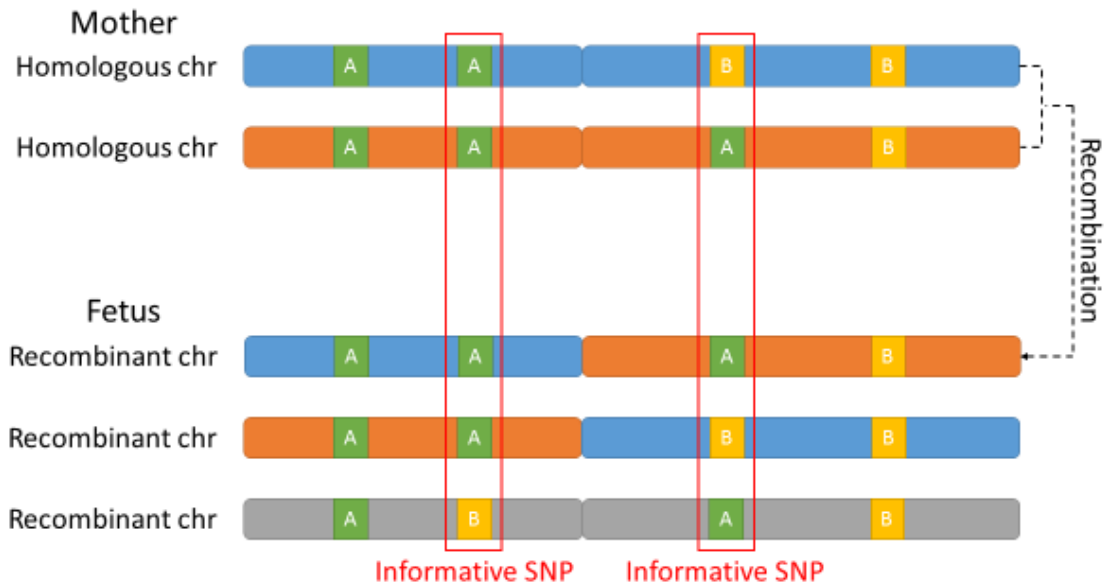 Mother
Homologous chr A A B B
Homologous chr A A A B
Recombination
Fetus
Recombinant chr A A A B
Recombinant chr A A B B
Recombinant chr A B A B
Informative SNP Informative SNP